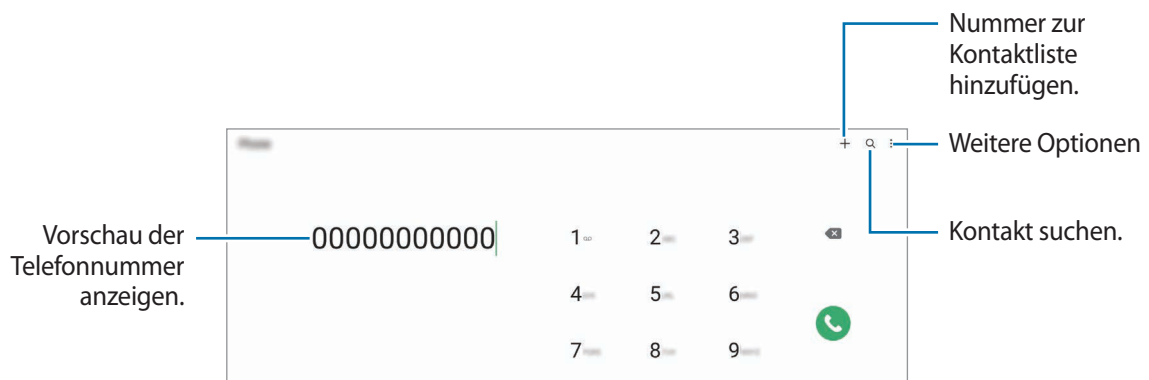 Nummer zur
Kontaktliste
hinzufügen.
Weitere Optionen
Vorschau der
Telefonnummer
anzeigen.
00000000000
1 2 3
Kontakt suchen.
4 5 6
7 8 9